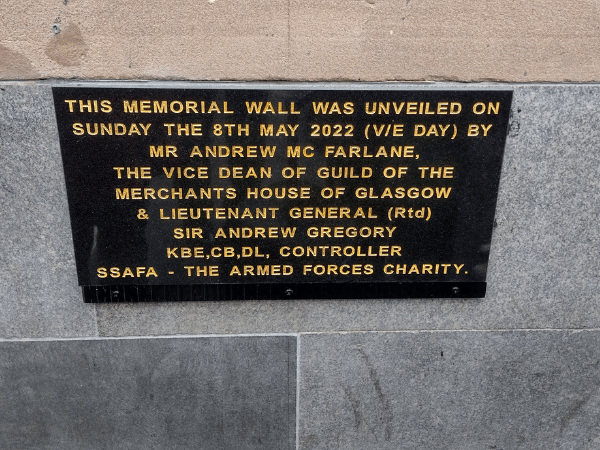 THIS MEMORIAL WALL WAS UNVEILED ON
SUNDAY THE 8TH MAY 2022 (V/E DAY) BY
MR ANDREW MC FARLANE,
THE VICE DEAN OF GUILD OF THE
MERCHANTS HOUSE OF GLASGOW
& LIEUTENANT GENERAL (Rtd)
SIR ANDREW GREGORY
KBE,CB,DL, CONTROLLER
SSAFA - THE ARMED FORCES CHARITY.